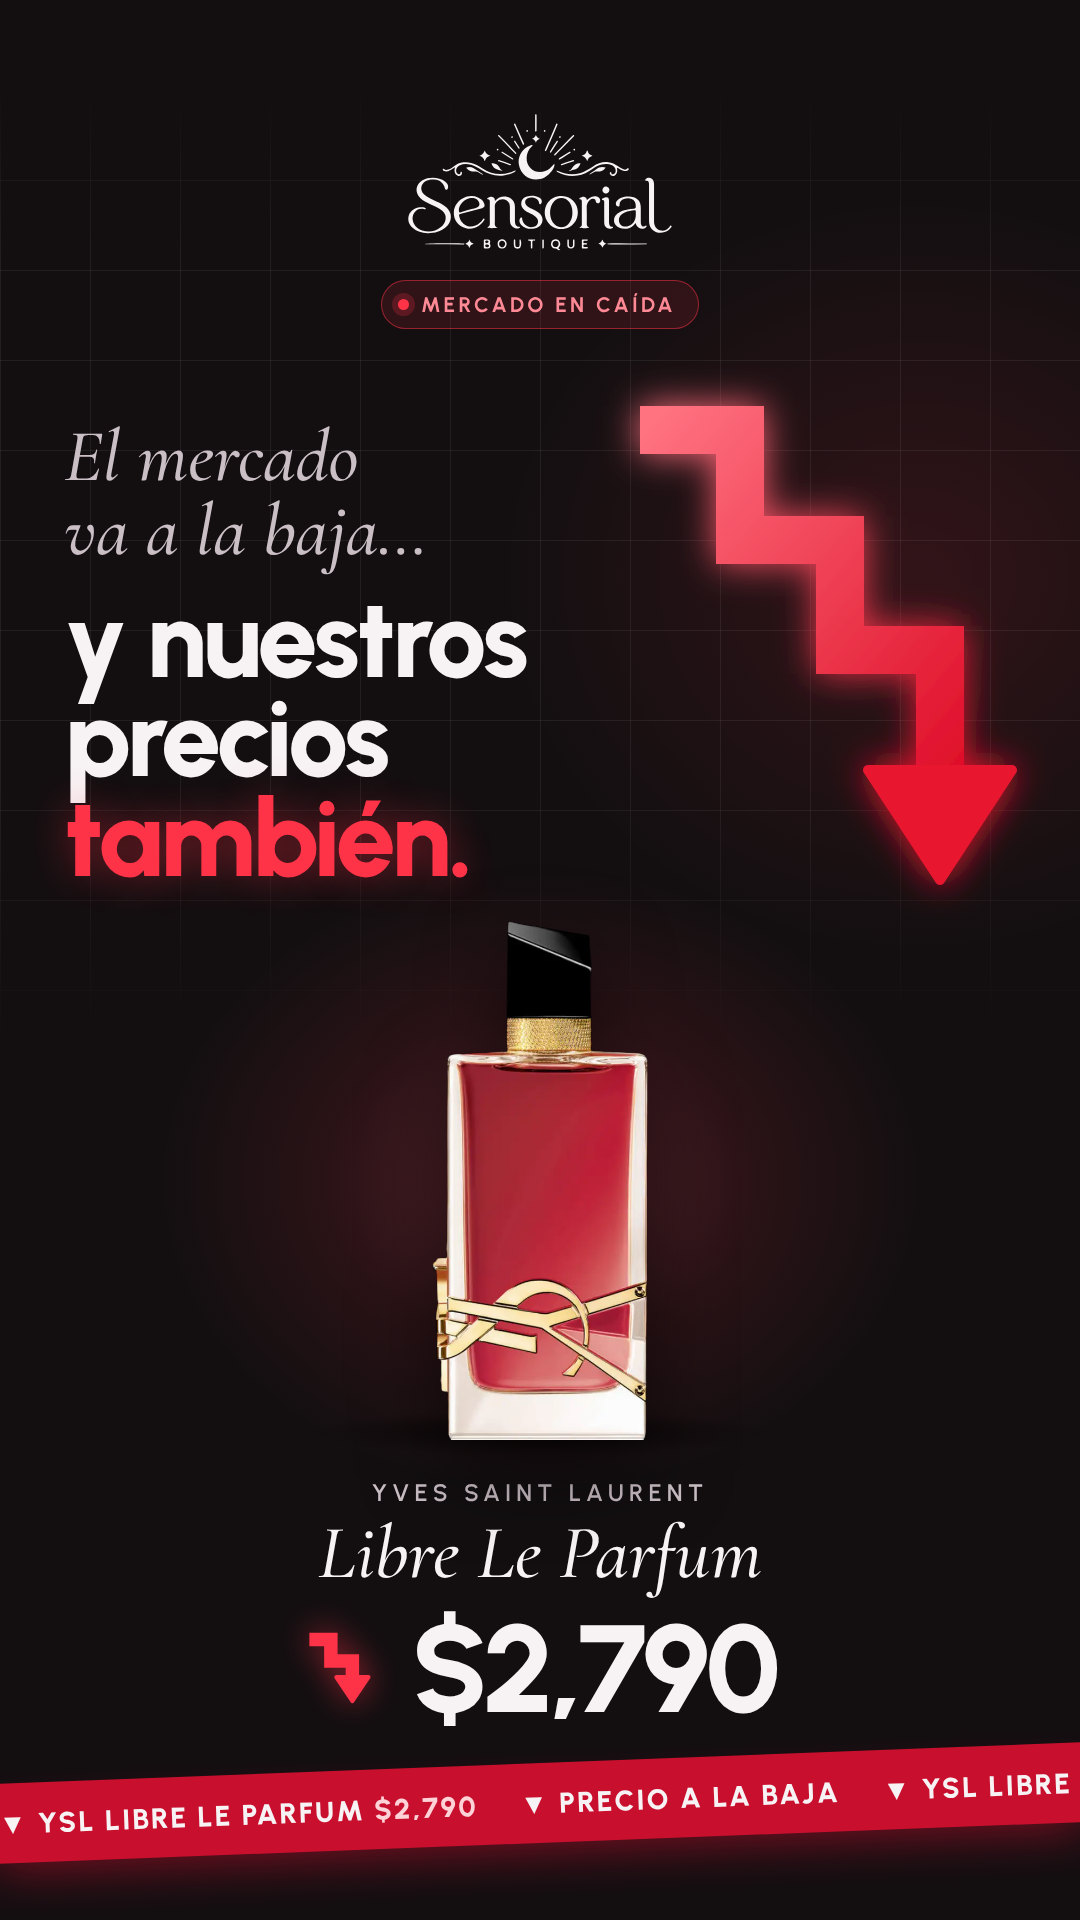 Sensorial
BOUTIQUE
MERCADO EN CAÍDA
El mercado
va a la baja...
y nuestros
precios
también.
YVES SAINT LAURENT
Libre Le Parfum
$2,790
▼ YSL LIBRE LE PARFUM $2,790 ▼ PRECIO A LA BAJA ▼ YSL LIBRE